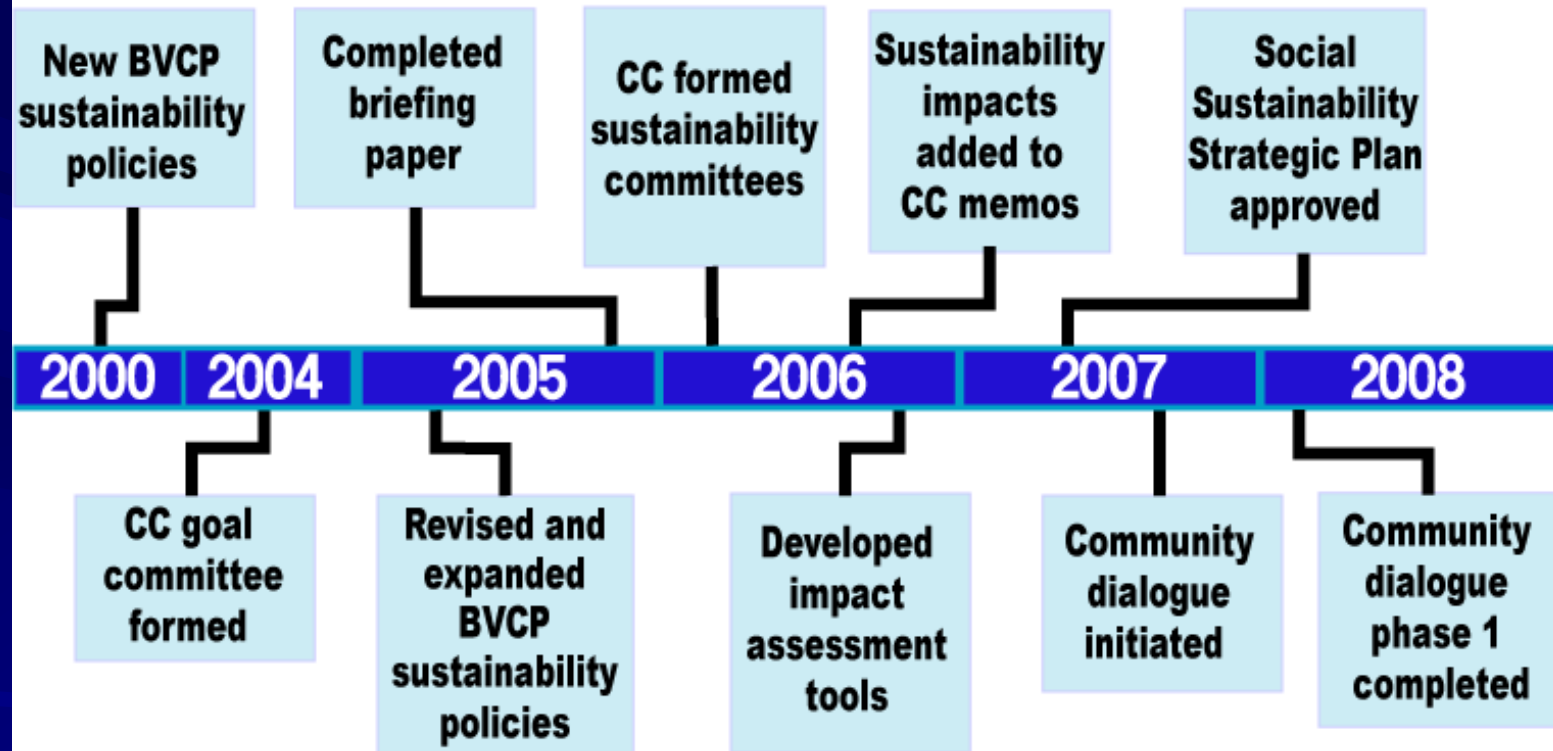 New BVCP
sustainability
policies
Completed
briefing
paper
CC formed
sustainability
committees
Sustainability
impacts
added to
CC memos
Social
Sustainability
Strategic Plan
approved
2000
2004
2005
2006
2007
2008
CC goal
committee
formed
Revised and
expanded
BVCP
sustainability
policies
Developed
impact
assessment
tools
Community
dialogue
initiated
Community
dialogue
phase 1
completed